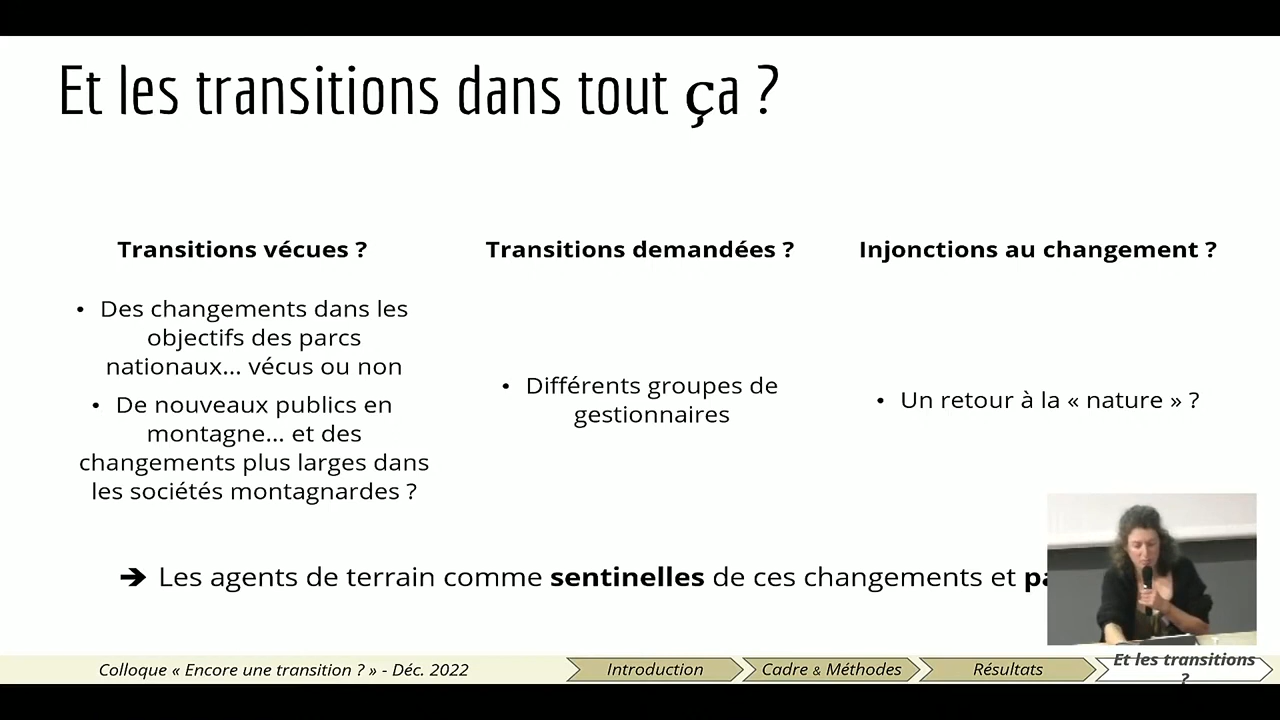 Et les transitions dans tout ça ?
Transitions vécues ?
• Des changements dans les
objectifs des parcs
nationaux... vécus ou non
• De nouveaux publics en
montagne... et des
changements plus larges dans
les sociétés montagnardes ?
Transitions demandées ?
• Différents groupes de
gestionnaires
Injonctions au changement ?
• Un retour à la « nature » ?
➔ Les agents de terrain comme sentinelles de ces changements et
Colloque « Encore une transition ? » - Déc. 2022
Introduction
Cadre & Méthodes
Résultats
Et les transitions
?